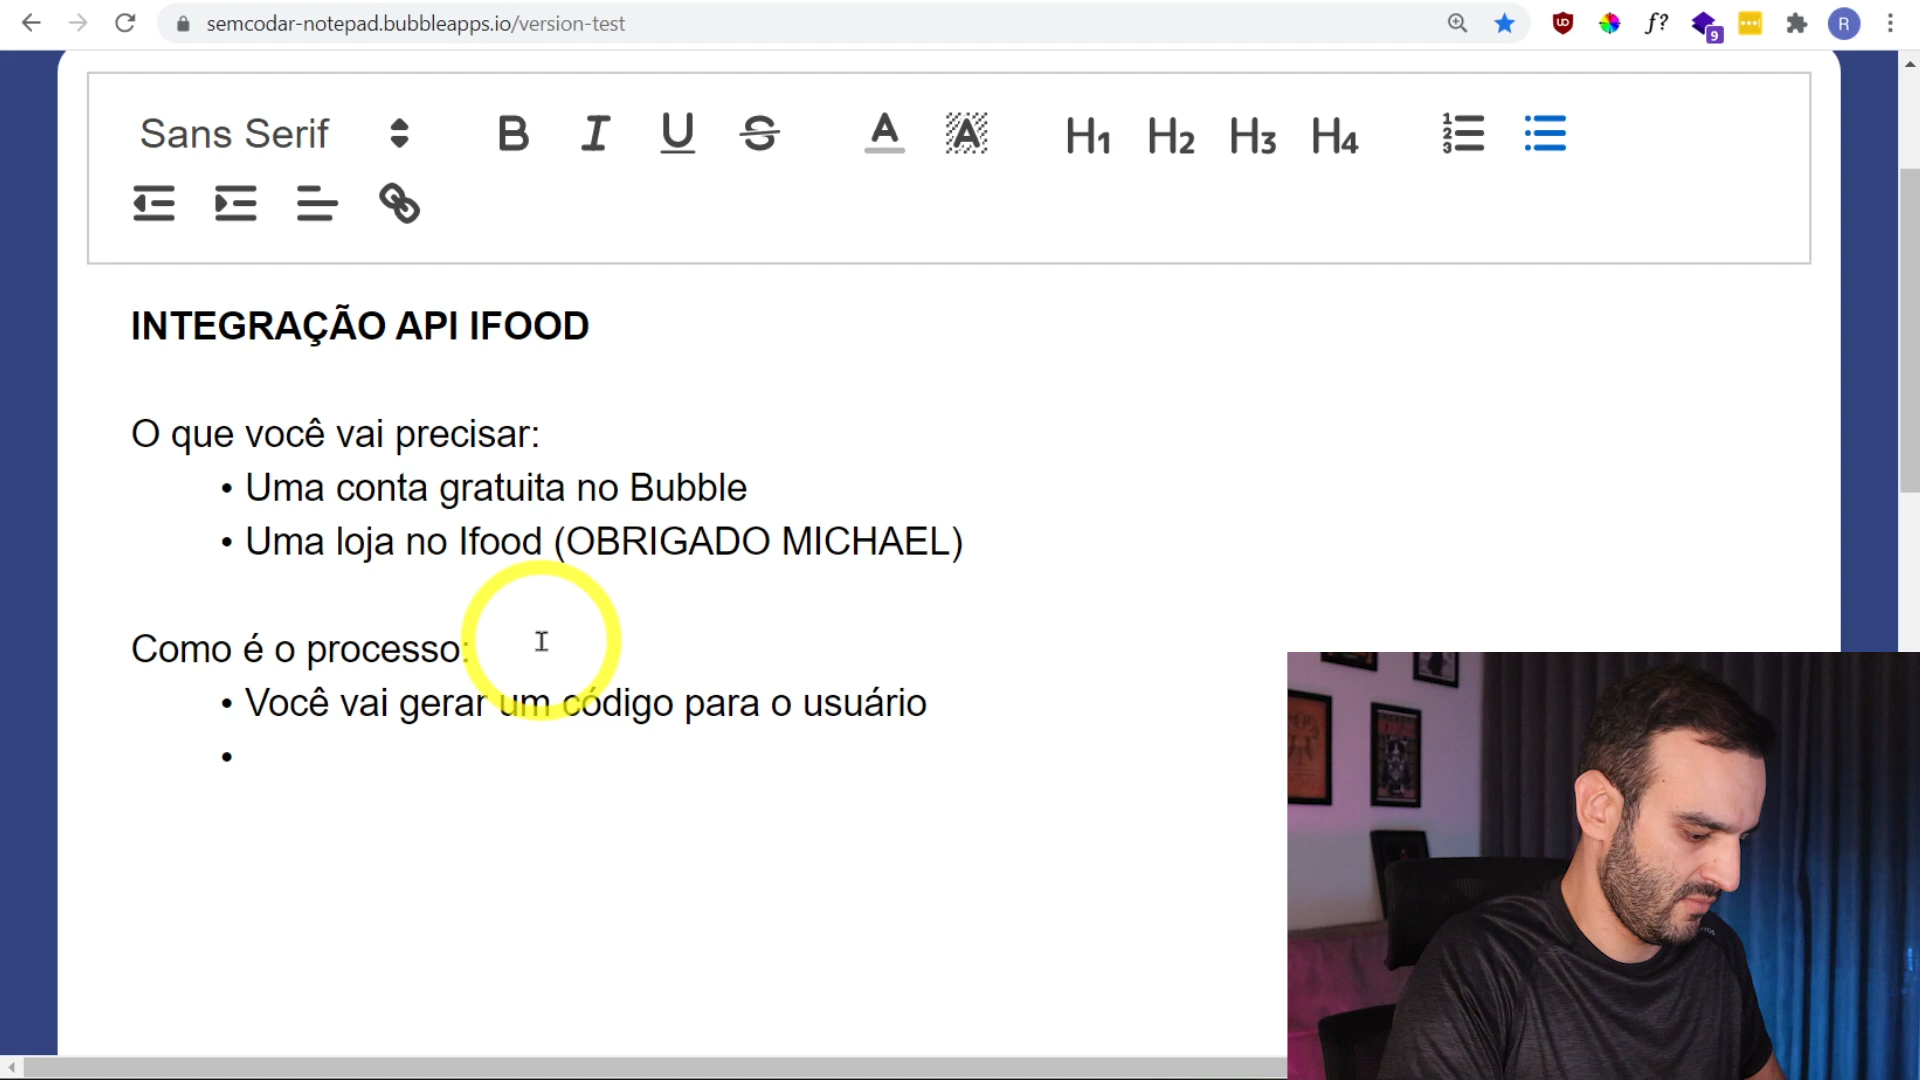 semcodar-notepad.bubbleapps.io/version-test
f?
9
R
Sans Serif
B I U S A A H1 H2 H3 H4
INTEGRAÇÃO API IFOOD
O que você vai precisar:
• Uma conta gratuita no Bubble
• Uma loja no Ifood (OBRIGADO MICHAEL)
Como é o processo:
• Você vai gerar um código para o usuário
•